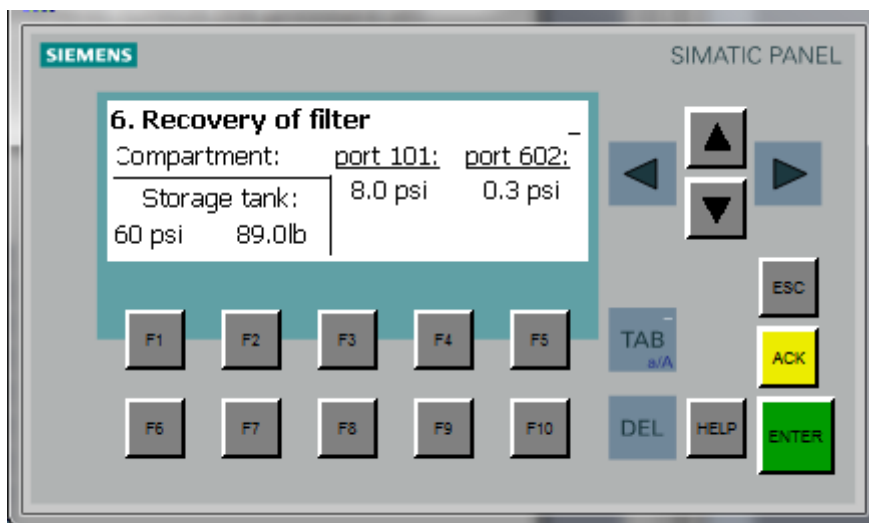 SIEMENS
SIMATIC PANEL
6. Recovery of filter
Compartment: port 101: port 602:
Storage tank: 8.0 psi 0.3 psi
60 psi 89.0lb
ESC
F1 F2 F3 F4 F5 TAB
a/A
ACK
F6 F7 F8 F9 F10 DEL HELP ENTER